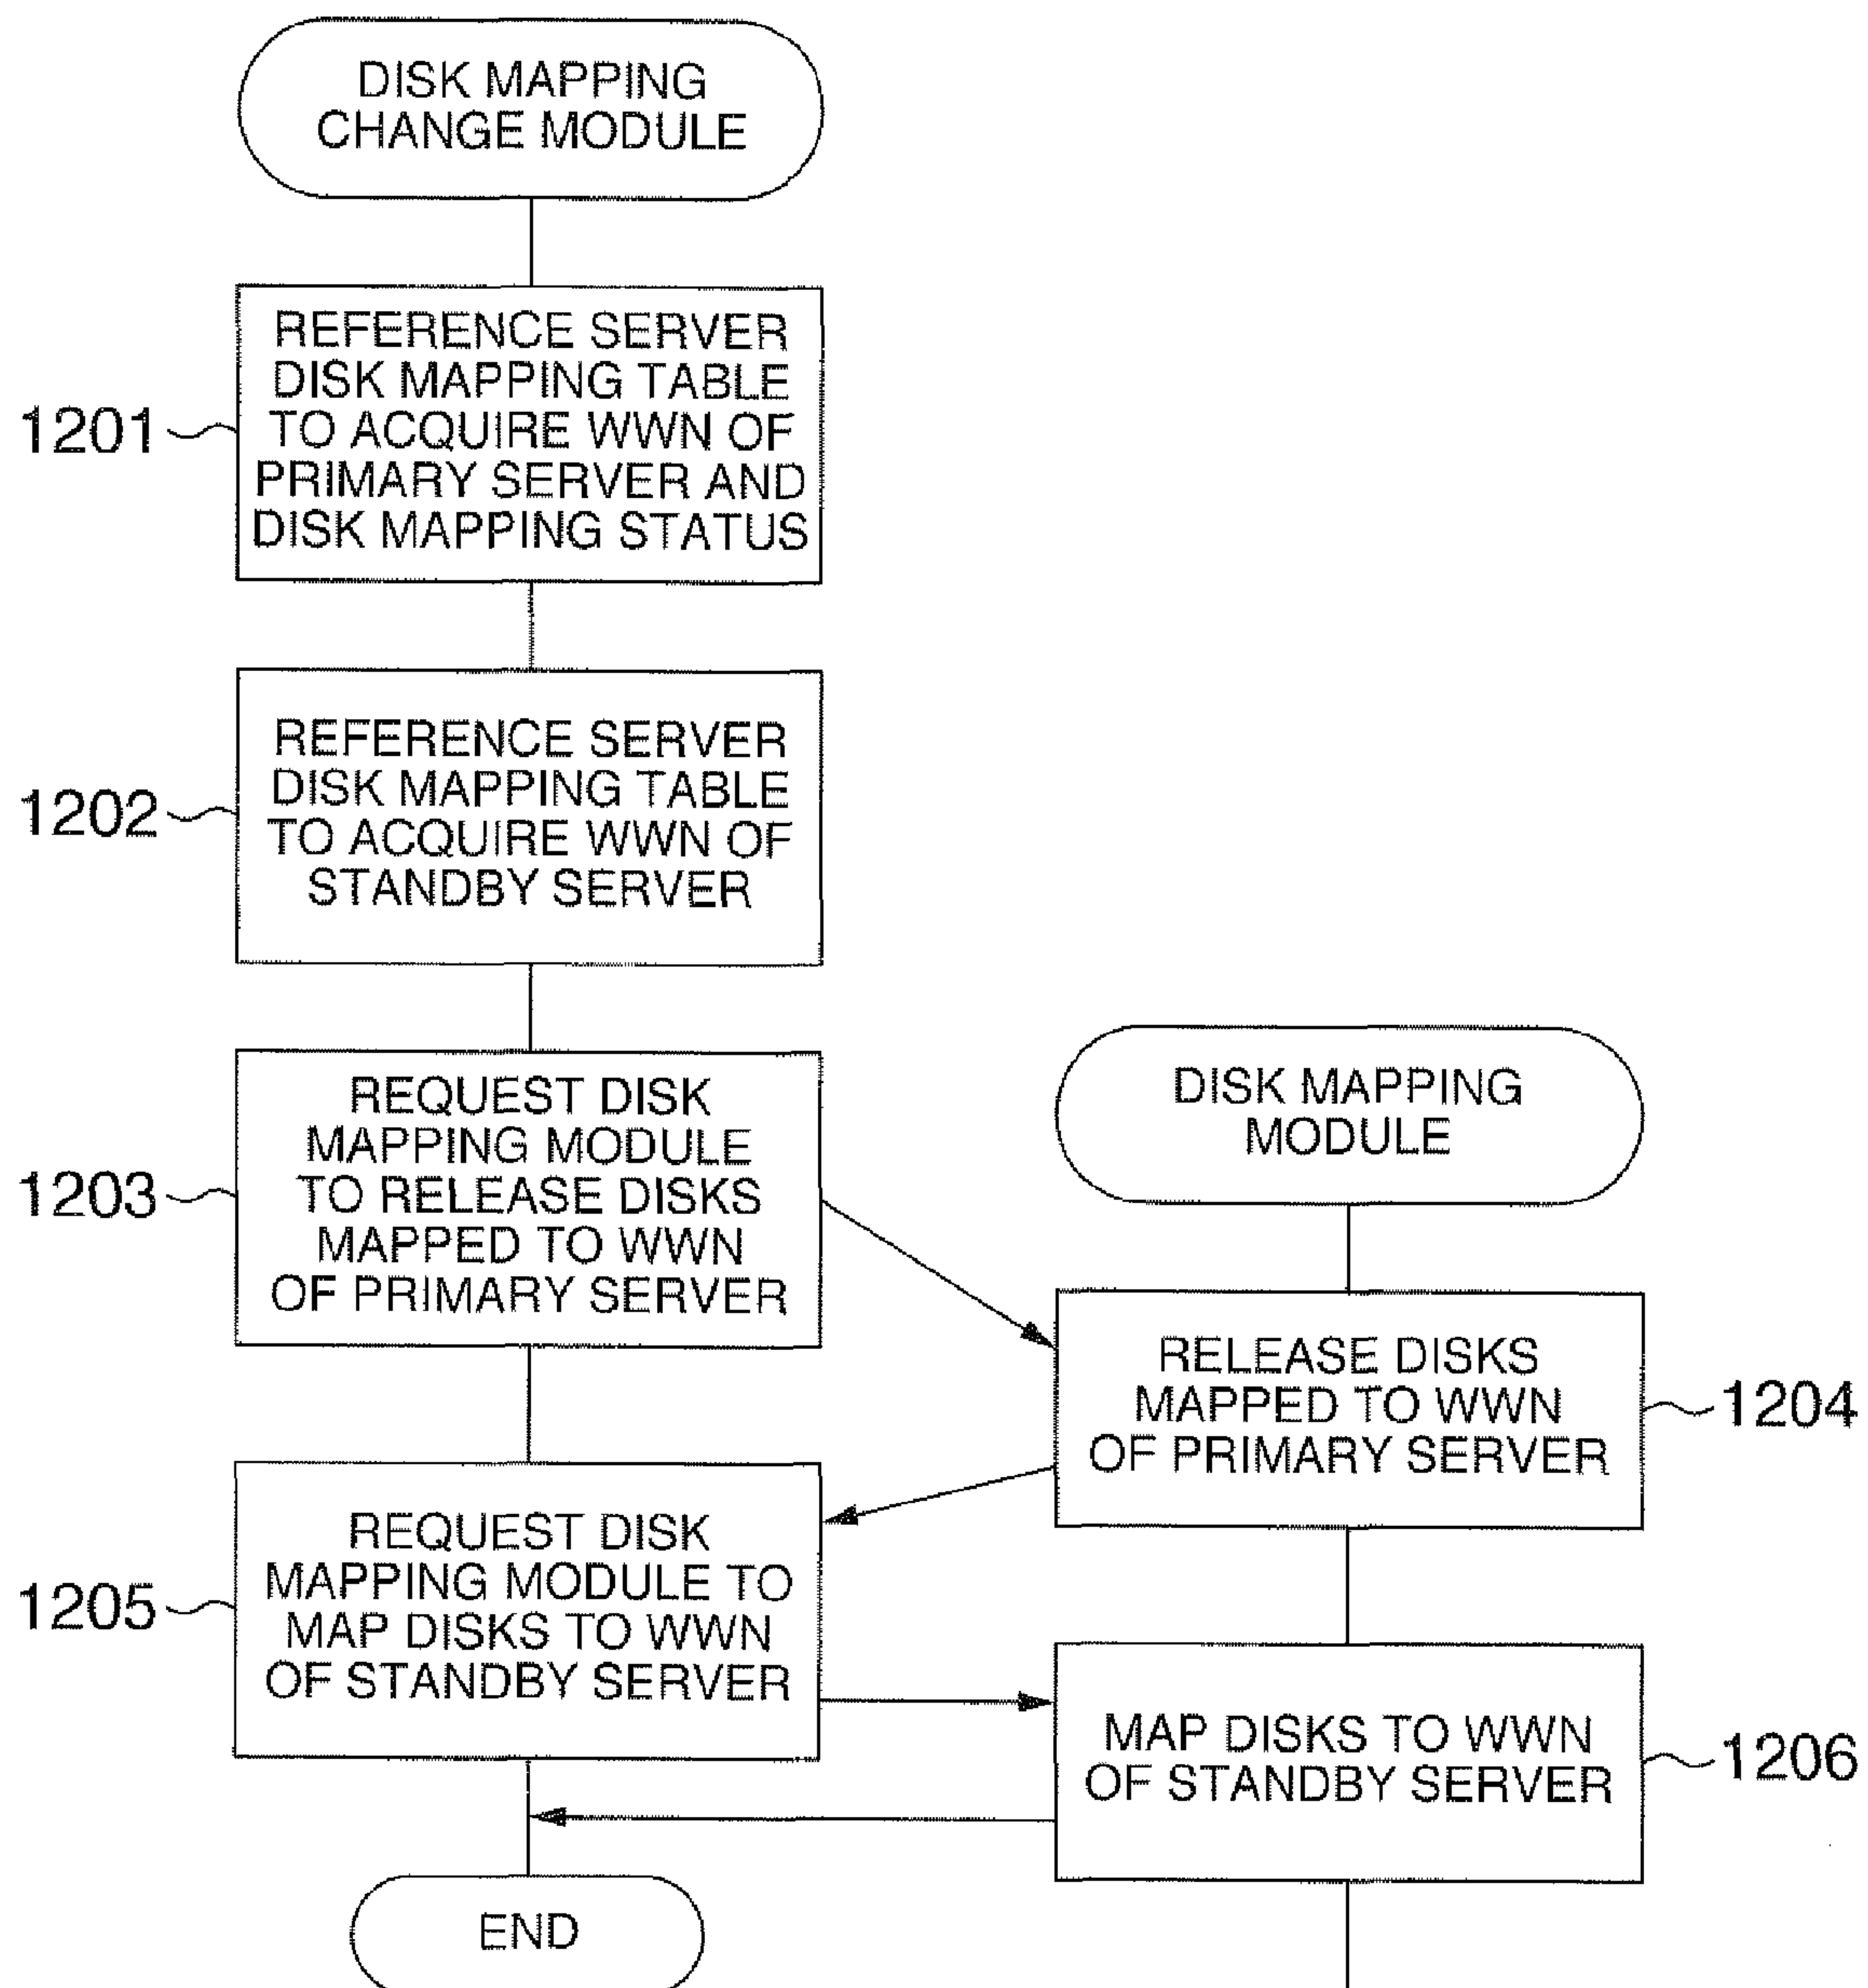 DISK MAPPING
CHANGE MODULE
1201
REFERENCE SERVER
DISK MAPPING TABLE
TO ACQUIRE WWN OF
PRIMARY SERVER AND
DISK MAPPING STATUS
1202
REFERENCE SERVER
DISK MAPPING TABLE
TO ACQUIRE WWN OF
STANDBY SERVER
1203
REQUEST DISK
MAPPING MODULE
TO RELEASE DISKS
MAPPED TO WWN
OF PRIMARY SERVER
DISK MAPPING
MODULE
RELEASE DISKS
MAPPED TO WWN
OF PRIMARY SERVER
1204
1205
REQUEST DISK
MAPPING MODULE TO
MAP DISKS TO WWN
OF STANDBY SERVER
MAP DISKS TO WWN
OF STANDBY SERVER
1206
END